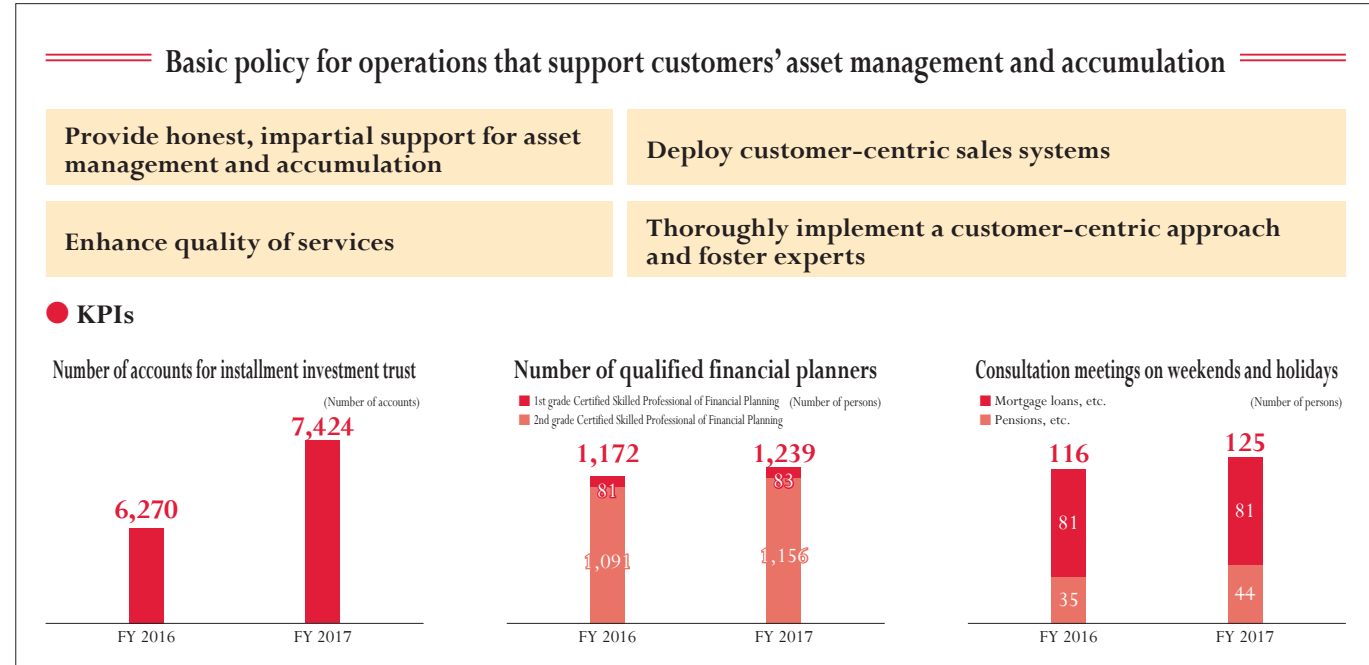 Basic policy for operations that support customers' asset management and accumulation
Provide honest, impartial support for asset
management and accumulation
Deploy customer-centric sales systems
Enhance quality of services
Thoroughly implement a customer-centric approach
and foster experts
KPIs
Number of accounts for installment investment trust
(Number of accounts)
7,424
6,270
FY 2016
FY 2017
Number of qualified financial planners
1st grade Certified Skilled Professional of Financial Planning
(Number of persons)
2nd grade Certified Skilled Professional of Financial Planning
1,172
1,239
81
83
1,091
1,156
FY 2016
FY 2017
Consultation meetings on weekends and holidays
Mortgage loans, etc.
(Number of persons)
Pensions, etc.
116
125
81
81
35
44
FY 2016
FY 2017